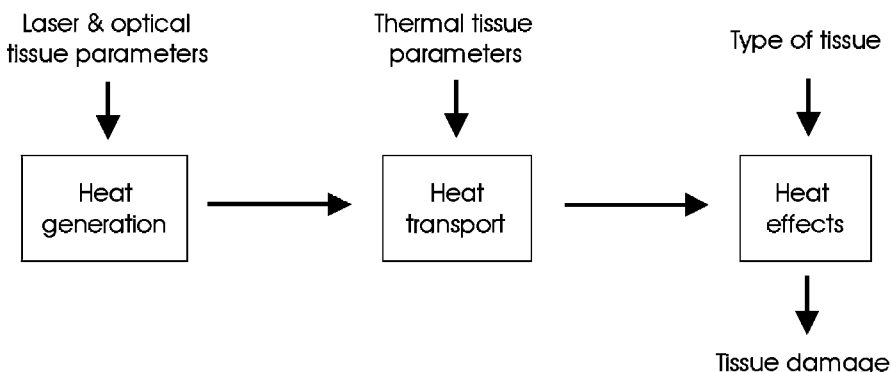 Laser & optical
tissue parameters
Thermal tissue
parameters
Type of tissue
Heat
generation
Heat
transport
Heat
effects
Tissue damage